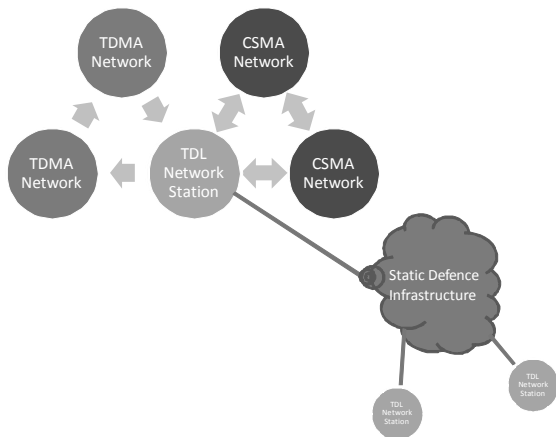 TDMA
Network
CSMA
Network
TDMA
Network
TDL
Network
Station
CSMA
Network
Static Defence
Infrastructure
TDL
Network
Station
TDL
Network
Station